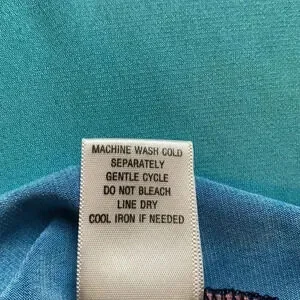 MACHINE WASH COLD
SEPARATELY
GENTLE CYCLE
DO NOT BLEACH
LINE DRY
COOL IRON IF NEEDED